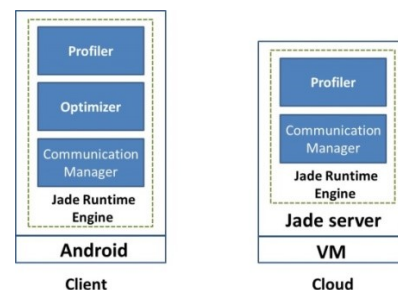 Profiler
Optimizer
Communication
Manager
Jade Runtime
Engine
Android
Client
Profiler
Communication
Manager
Jade Runtime
Engine
Jade server
VM
Cloud